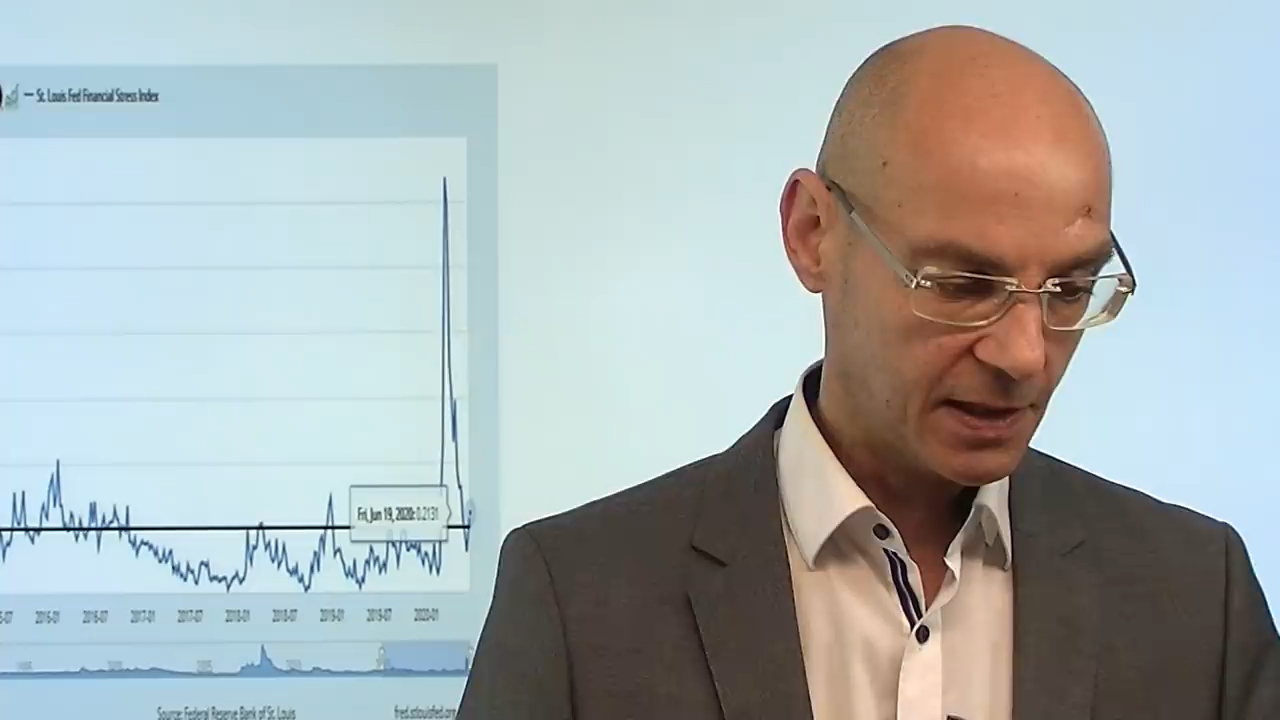 — St. Louis Fed Financial Stress Index
Fri, Jun 19, 2020: 0.2131
5-07 2016-01 2016-07 2017-01 2017-07 2018-01 2018-07 2019-01 2019-07 2020-01
Source: Federal Reserve Bank of St. Louis
fred.stlouisfed.org